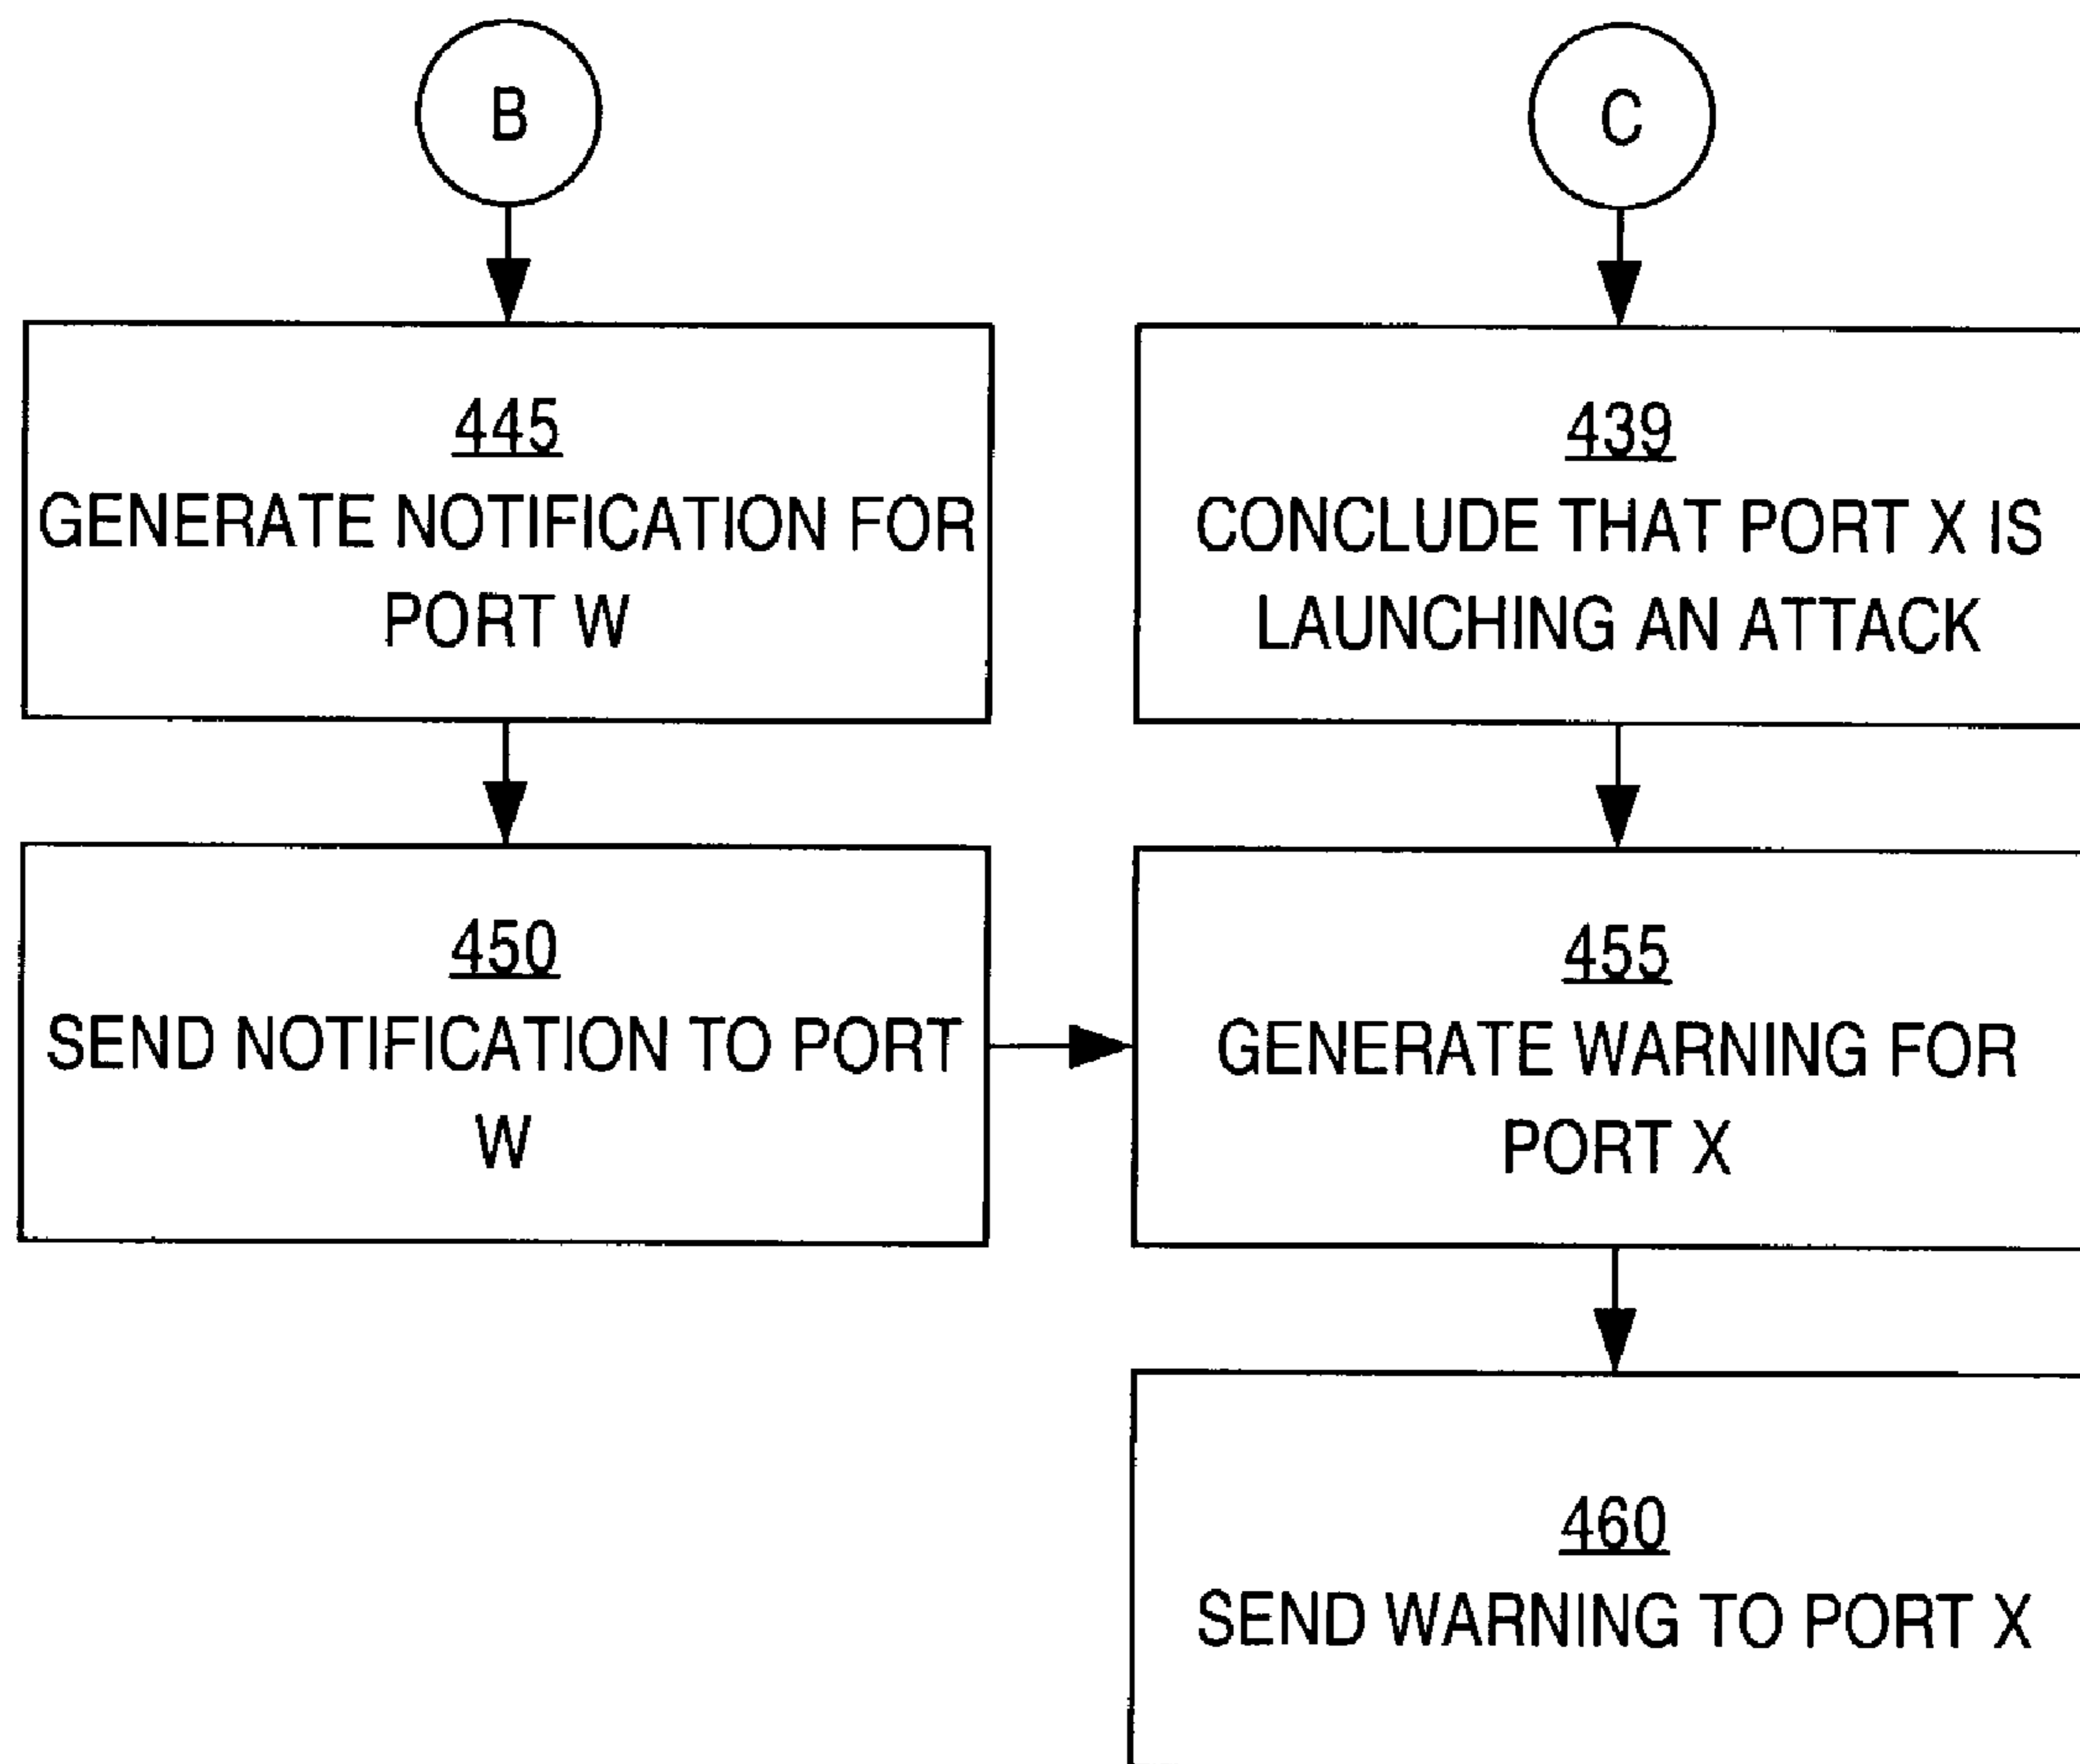 B
445
GENERATE NOTIFICATION FOR
PORT W
450
SEND NOTIFICATION TO PORT
W
C
439
CONCLUDE THAT PORT X IS
LAUNCHING AN ATTACK
455
GENERATE WARNING FOR
PORT X
460
SEND WARNING TO PORT X